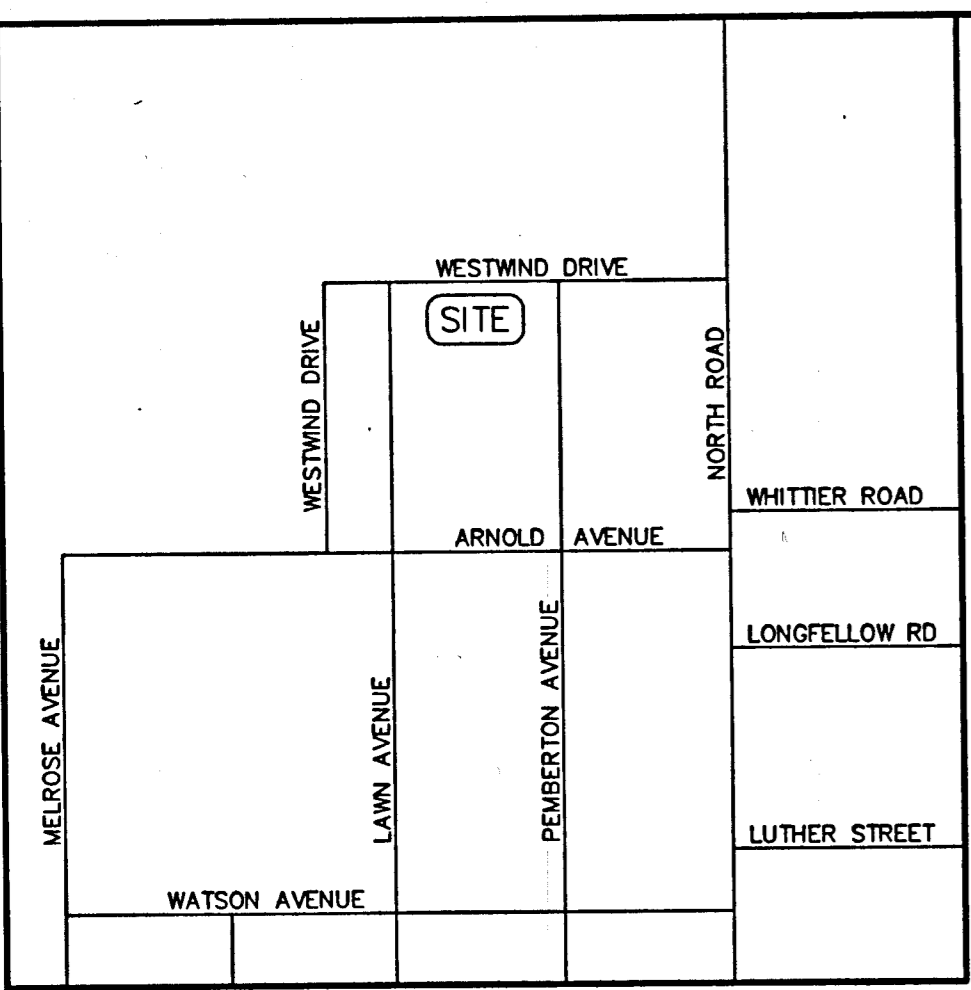 WESTWIND DRIVE
SITE
WESTWIND DRIVE
NORTH ROAD
WHITTIER ROAD
ARNOLD AVENUE
LONGFELLOW RD
MELROSE AVENUE
LAWN AVENUE
PEMBERTON AVENUE
LUTHER STREET
WATSON AVENUE